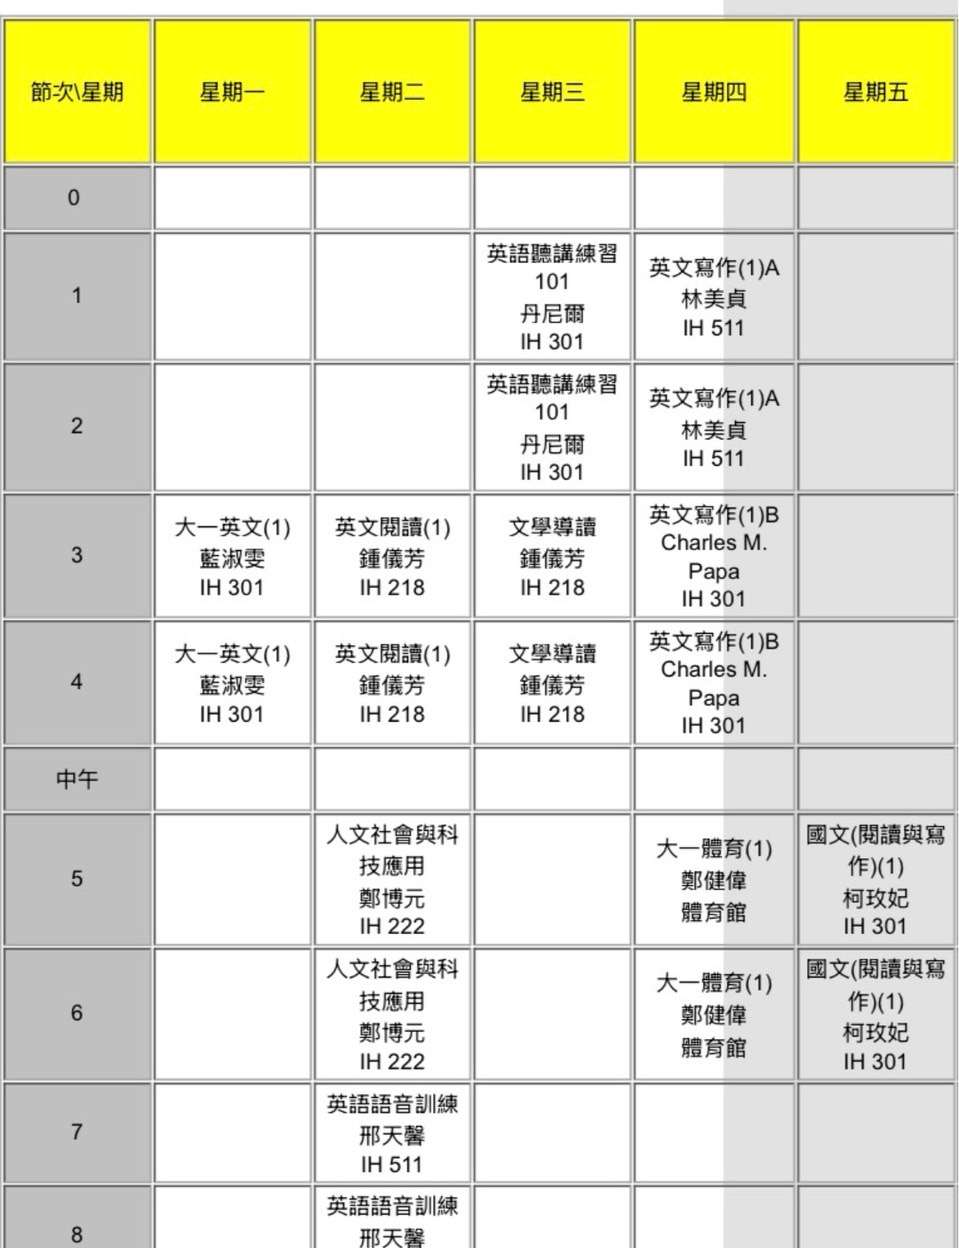 節次\星期 星期一 星期二 星期三 星期四 星期五
0
1
英語聽講練習
101
丹尼爾
IH 301
英文寫作(1)A
林美貞
IH 511
2
英語聽講練習
101
丹尼爾
IH 301
英文寫作(1)A
林美貞
IH 511
3
大一英文(1)
藍淑雯
IH 301
英文閱讀(1)
鍾儀芳
IH 218
文學導讀
鍾儀芳
IH 218
英文寫作(1)B
Charles M.
Papa
IH 301
4
大一英文(1)
藍淑雯
IH 301
英文閱讀(1)
鍾儀芳
IH 218
文學導讀
鍾儀芳
IH 218
英文寫作(1)B
Charles M.
Papa
IH 301
中午
5
人文社會與科
技應用
鄭博元
IH 222
大一體育(1)
鄭健偉
體育館
國文(閱讀與寫
作)(1)
柯玫妃
IH 301
6
人文社會與科
技應用
鄭博元
IH 222
大一體育(1)
鄭健偉
體育館
國文(閱讀與寫
作)(1)
柯玫妃
IH 301
7
英語語音訓練
邢天馨
IH 511
8
英語語音訓練
邢天馨